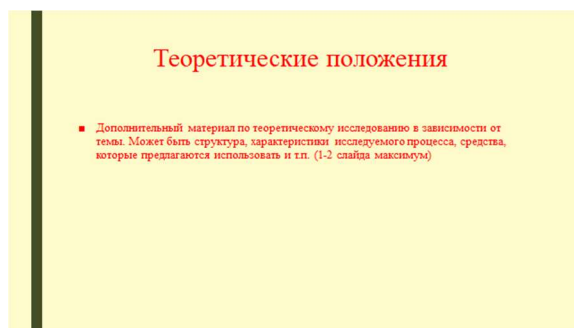 Теоретические положения
Дополнительный материал по теоретическому исследованию в зависимости от
темы. Может быть структура, характеристики исследуемого процесса, средства,
которые предлагаются использовать и т.п. (1-2 слайда максимум)